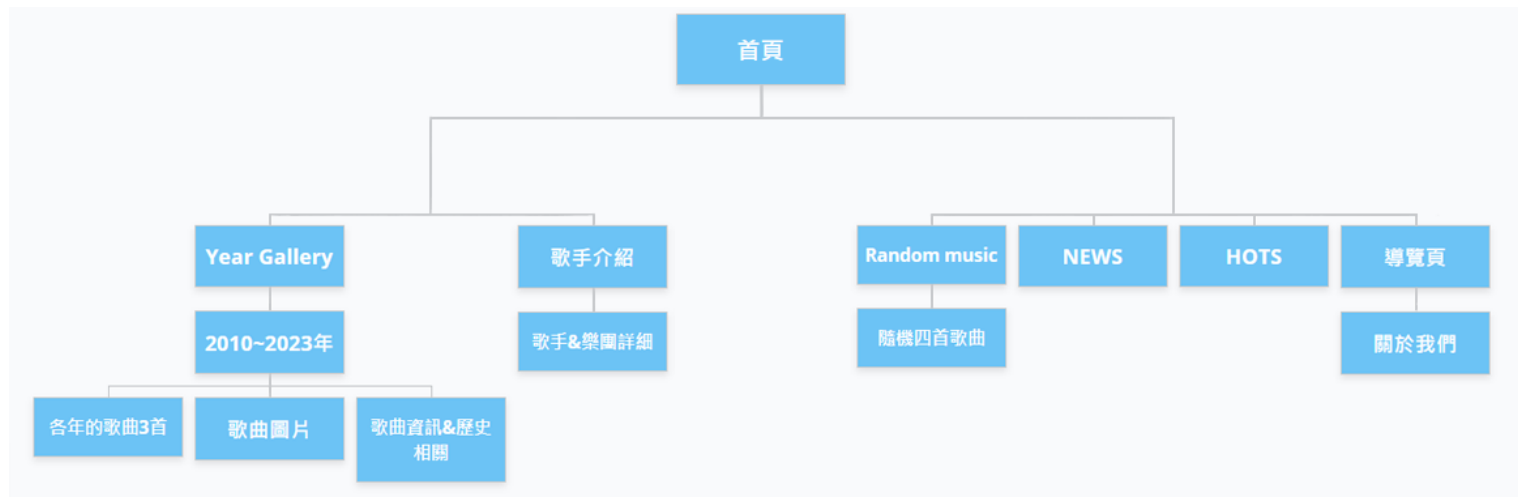 首頁
Year Gallery
歌手介紹
Random music
NEWS
HOTS
導覽頁
2010~2023年
歌手&樂團詳細
隨機四首歌曲
關於我們
各年的歌曲3首
歌曲圖片
歌曲資訊&歷史
相關